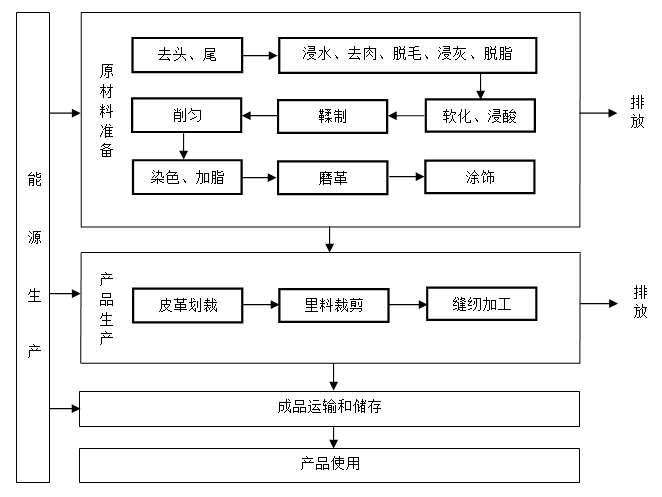 能源生产
原材料准备
去头、尾
浸水、去肉、脱毛、浸灰、脱脂
削匀
鞣制
软化、浸酸
染色、加脂
磨革
涂饰
排放
产品生产
皮革划裁
里料裁剪
缝纫加工
排放
成品运输和储存
产品使用